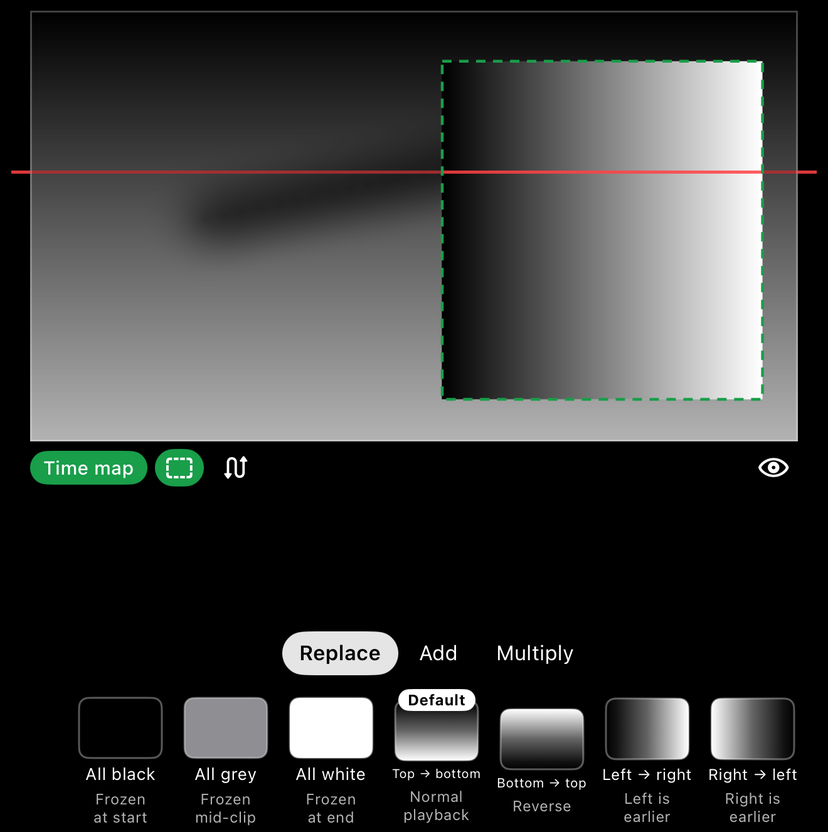 Time map
Replace
Add
Multiply
Default
All black
Frozen
at start
All grey
Frozen
mid-clip
All white
Frozen
at end
Top → bottom
Normal
playback
Bottom → top
Reverse
Left → right
Left is
earlier
Right → left
Right is
earlier